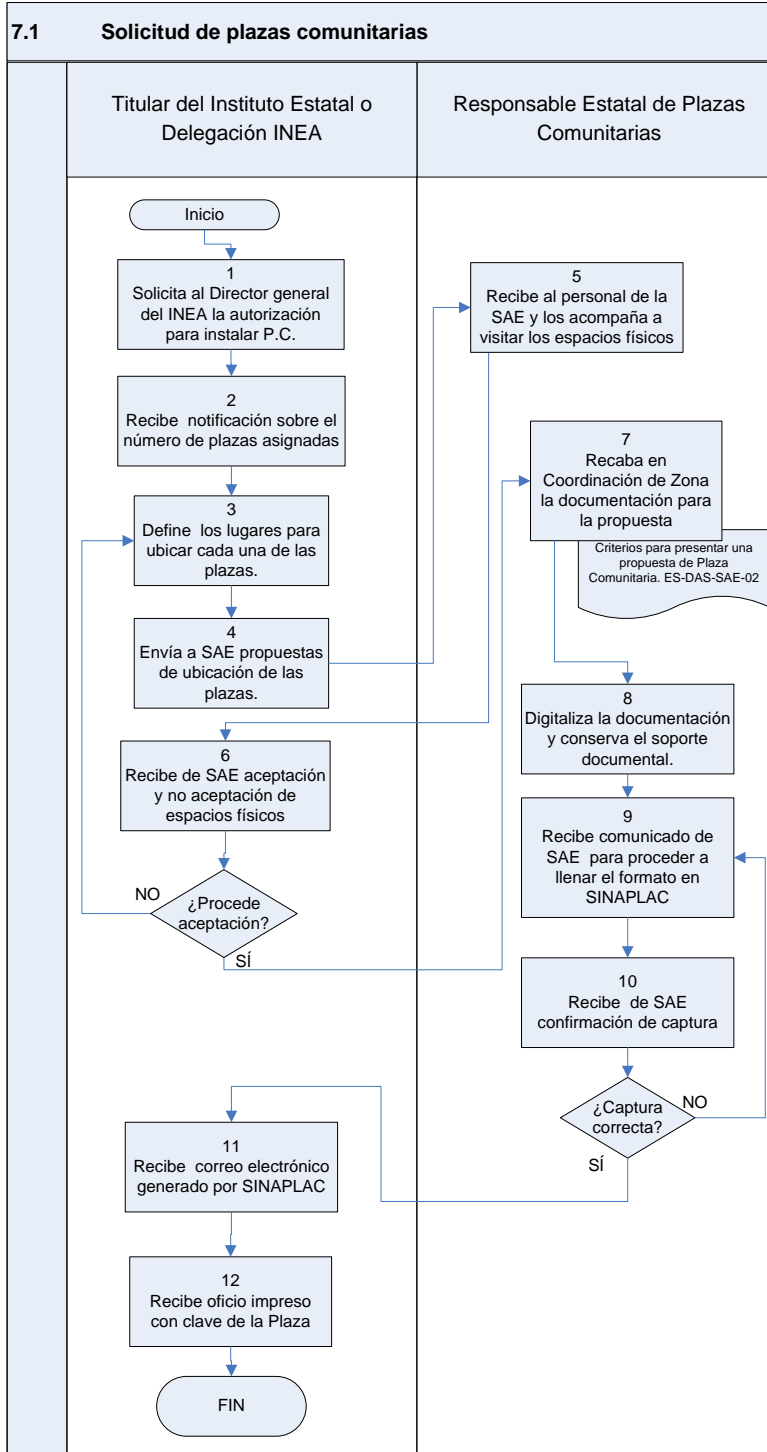 7.1 Solicitud de plazas comunitarias
Titular del Instituto Estatal o
Delegación INEA
Responsable Estatal de Plazas
Comunitarias
Inicio
1
Solicita al Director general
del INEA la autorización
para instalar P.C.
2
Recibe notificación sobre el
número de plazas asignadas
3
Define los lugares para
ubicar cada una de las
plazas.
4
Envía a SAE propuestas
de ubicación de las
plazas.
5
Recibe al personal de la
SAE y los acompaña a
visitar los espacios físicos
6
Recibe de SAE aceptación
y no aceptación de
espacios físicos
¿Procede
aceptación?
NO
SÍ
7
Recaba en
Coordinación de Zona
la documentación para
la propuesta
Criterios para presentar una
propuesta de Plaza
Comunitaria. ES-DAS-SAE-02
8
Digitaliza la documentación
y conserva el soporte
documental.
9
Recibe comunicado de
SAE para proceder a
llenar el formato en
SINAPLAC
10
Recibe de SAE
confirmación de captura
¿Captura
correcta?
NO
SÍ
11
Recibe correo electrónico
generado por SINAPLAC
12
Recibe oficio impreso
con clave de la Plaza
FIN